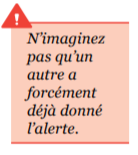 N'imaginez
pas qu'un
autre a
forcément
déjà donné
l'alerte.